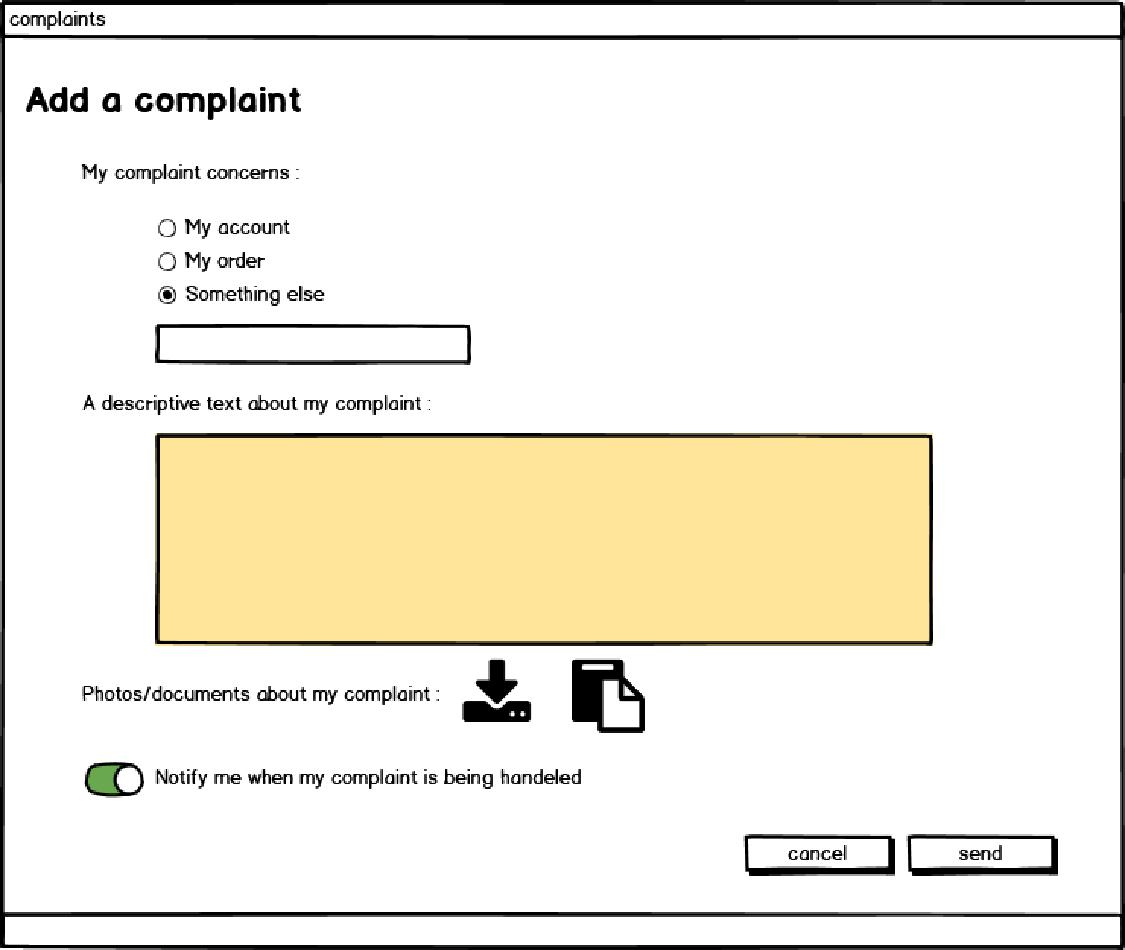 complaints
Add a complaint
My complaint concerns :
My account
My order
Something else
A descriptive text about my complaint :
Photos/documents about my complaint :
Notify me when my complaint is being handeled
cancel send